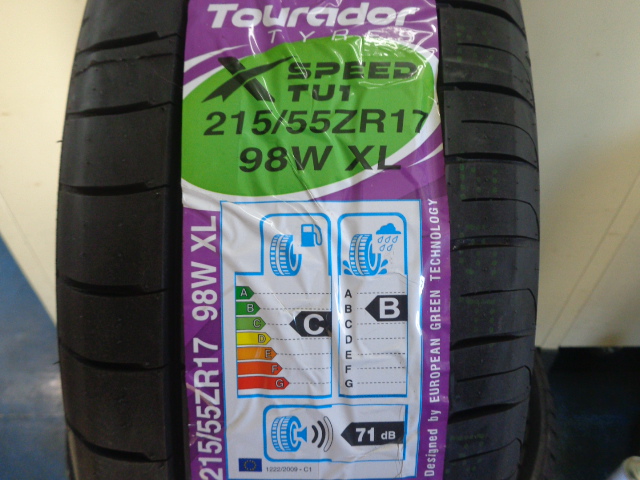 Tourador
TYRES
X SPEED
TU1
215/55ZR17
98W XL
215/55ZR17 98W XL
A
B
C
D
E
F
G
C
A
B
C
D
E
F
G
B
71 dB
1222/2009 - C1
Designed by EUROPEAN GREEN TECHNOLOGY